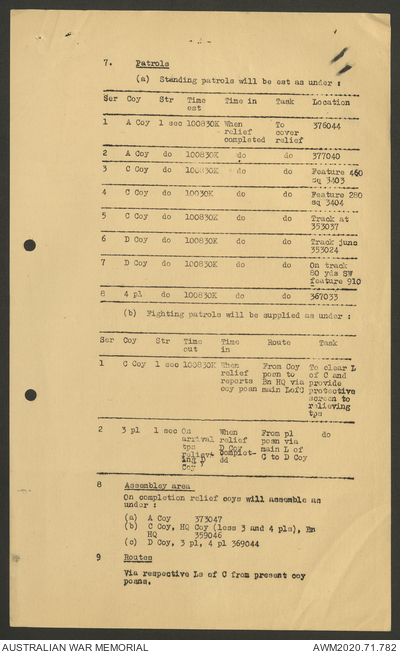 7. Patrols
(a) Standing patrols will be est as under :
Ser Coy Str Time est Time in Task Location
1 A Coy 1 sec 100830K When relief completed To cover relief 376044
2 A Coy do 100830K do do 377040
3 C Coy do 100830K do do Feature 460 sq 3403
4 C Coy do 10030K do do Feature 280 sq 3404
5 C Coy do 100830K do do Track at 353037
6 D Coy do 100830K do do Track junc 353024
7 D Coy do 100830K do do On track 80 yds SW feature 910
8 4 pl do 100830K do do 367033
(b) Fighting patrols will be supplied as under :
Ser Coy Str Time out Time in Route Task
1 C Coy 1 sec 100830K When relief reports coy posn From Coy posn to Bn HQ via main LofC To clear L of C and provide protective screen to relieving tps
2 3 pl 1 sec On arrival tps relieving D Coy When relief D Coy completed From pl posn via main L of C to D Coy do
8 Assembley area
On completion relief coys will assemble as
under :
(a) A Coy 373047
(b) C Coy, HQ Coy (less 3 and 4 pls), Bn
HQ 359046
(c) D Coy, 3 pl, 4 pl 369044
9 Routes
Via respective Ls of C from present coy
posns.
AUSTRALIAN WAR MEMORIAL AWM2020.71.782